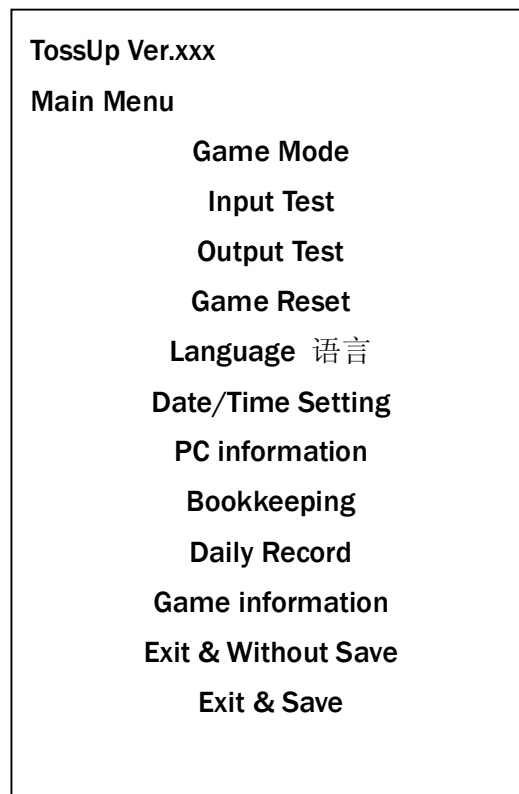 TossUp Ver.xxx
Main Menu
Game Mode
Input Test
Output Test
Game Reset
Language 语言
Date/Time Setting
PC information
Bookkeeping
Daily Record
Game information
Exit & Without Save
Exit & Save